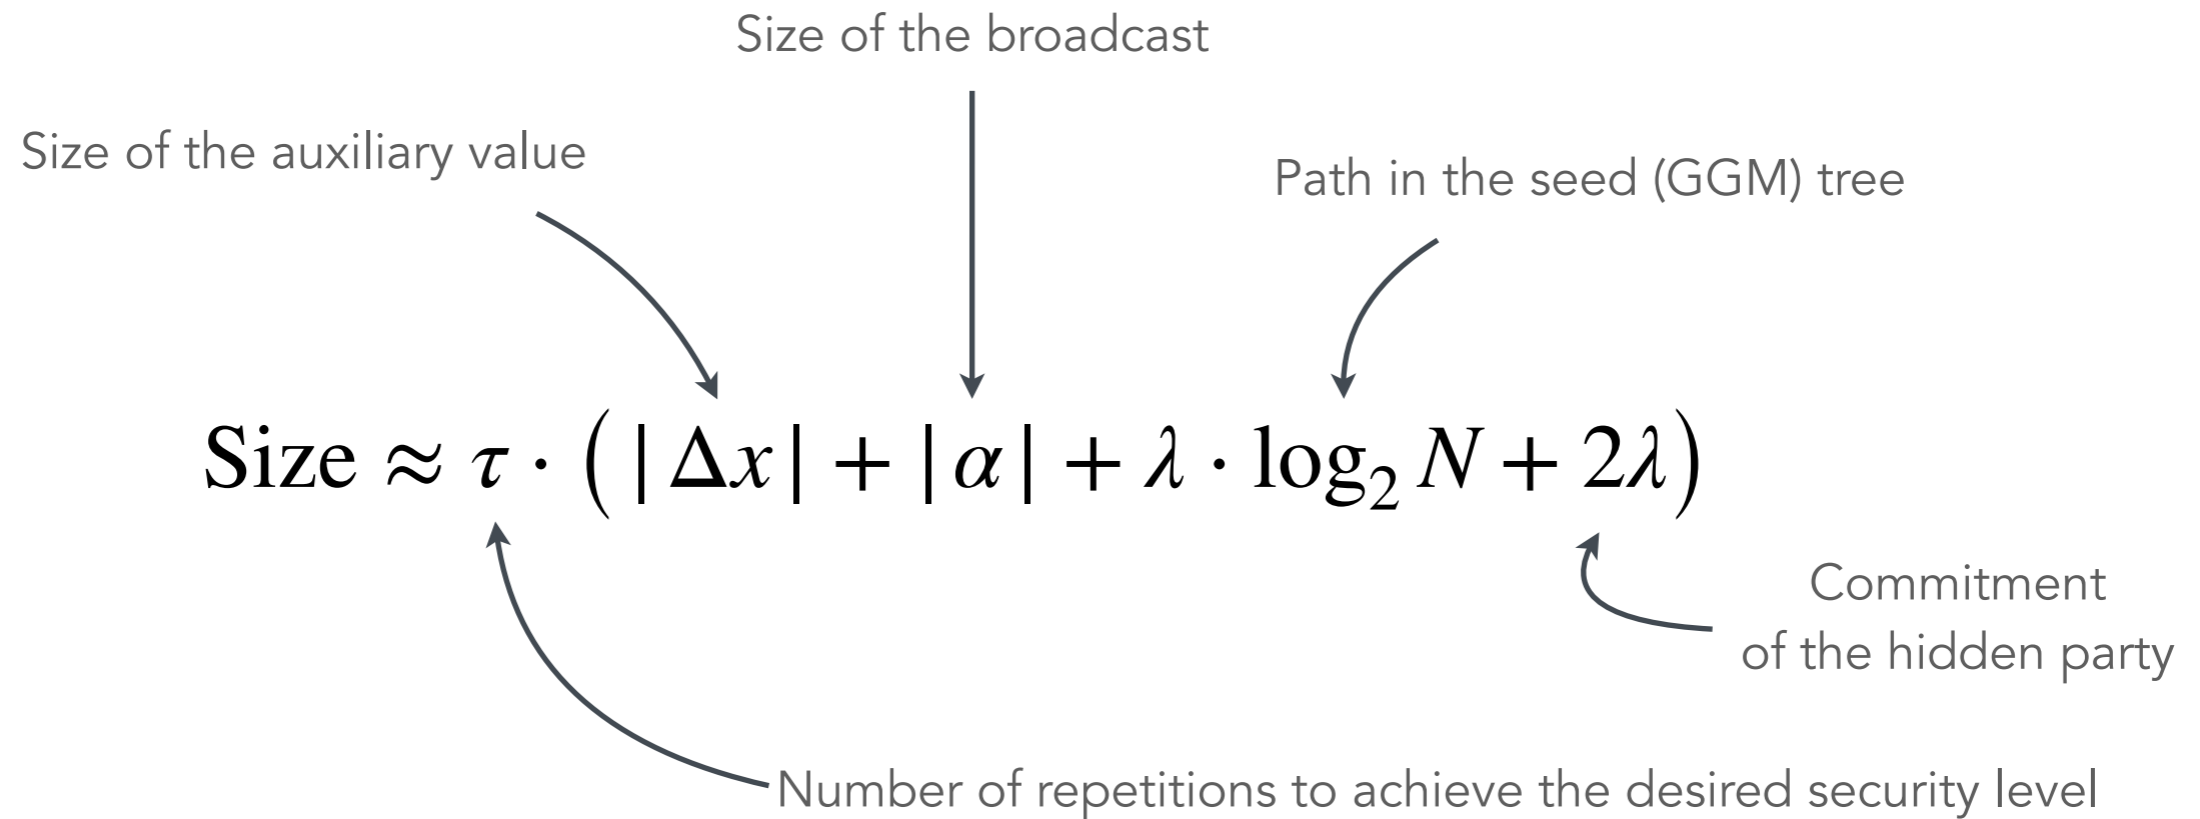 Size of the broadcast
Size of the auxiliary value
Path in the seed (GGM) tree
Size ≈ τ · ( | Δx | + | α | + λ · log₂ N + 2λ )
Commitment
of the hidden party
Number of repetitions to achieve the desired security level